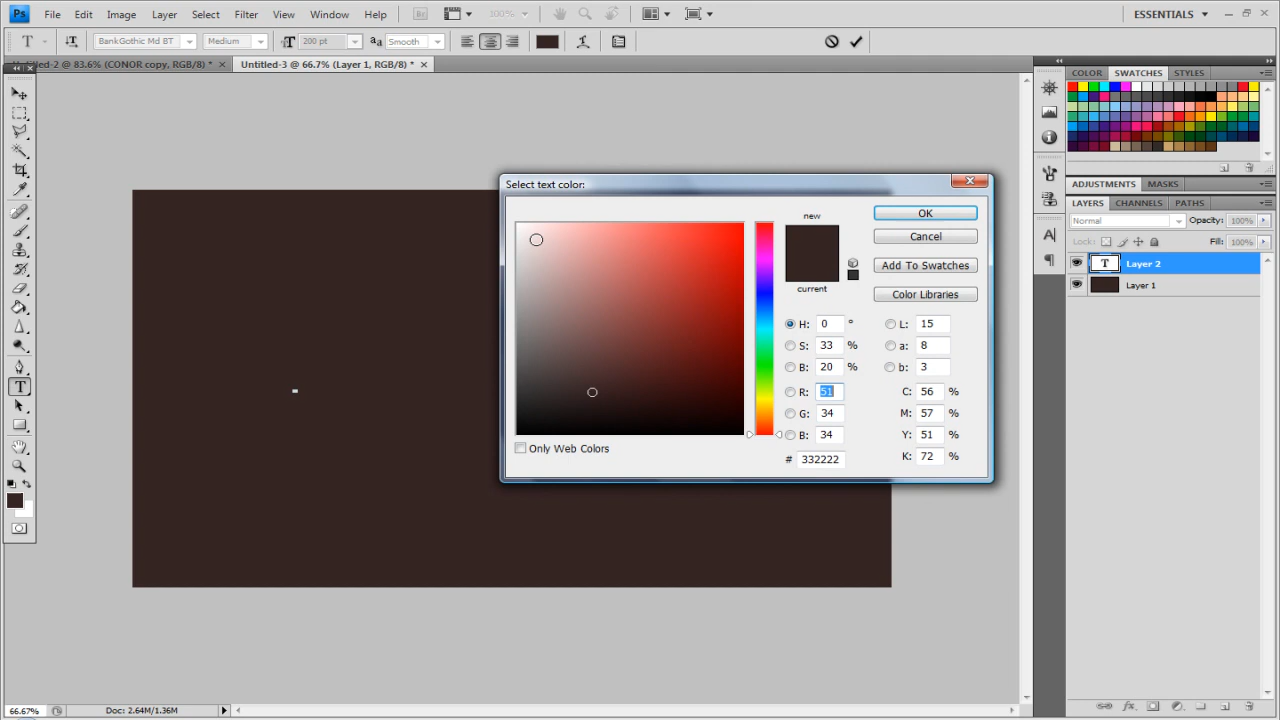 Ps File Edit Image Layer Select Filter View Window Help Br 100% ESSENTIALS
T T BankGothic Md BT Medium T 200 pt aa Smooth
Untitled-2 @ 83.6% (CONOR copy, RGB/8) * × Untitled-3 @ 66.7% (Layer 1, RGB/8) * ×
COLOR SWATCHES STYLES
Select text color:
ADJUSTMENTS MASKS
LAYERS CHANNELS PATHS
new OK
Normal Opacity: 100%
Cancel
Lock: Fill: 100%
Add To Swatches
T Layer 2
current Color Libraries
Layer 1
H: 0 ° L: 15
S: 33 % a: 8
B: 20 % b: 3
R: 51 C: 56 %
G: 34 M: 57 %
B: 34 Y: 51 %
Only Web Colors
# 332222 K: 72 %
66.67% Doc: 2.64M/1.36M